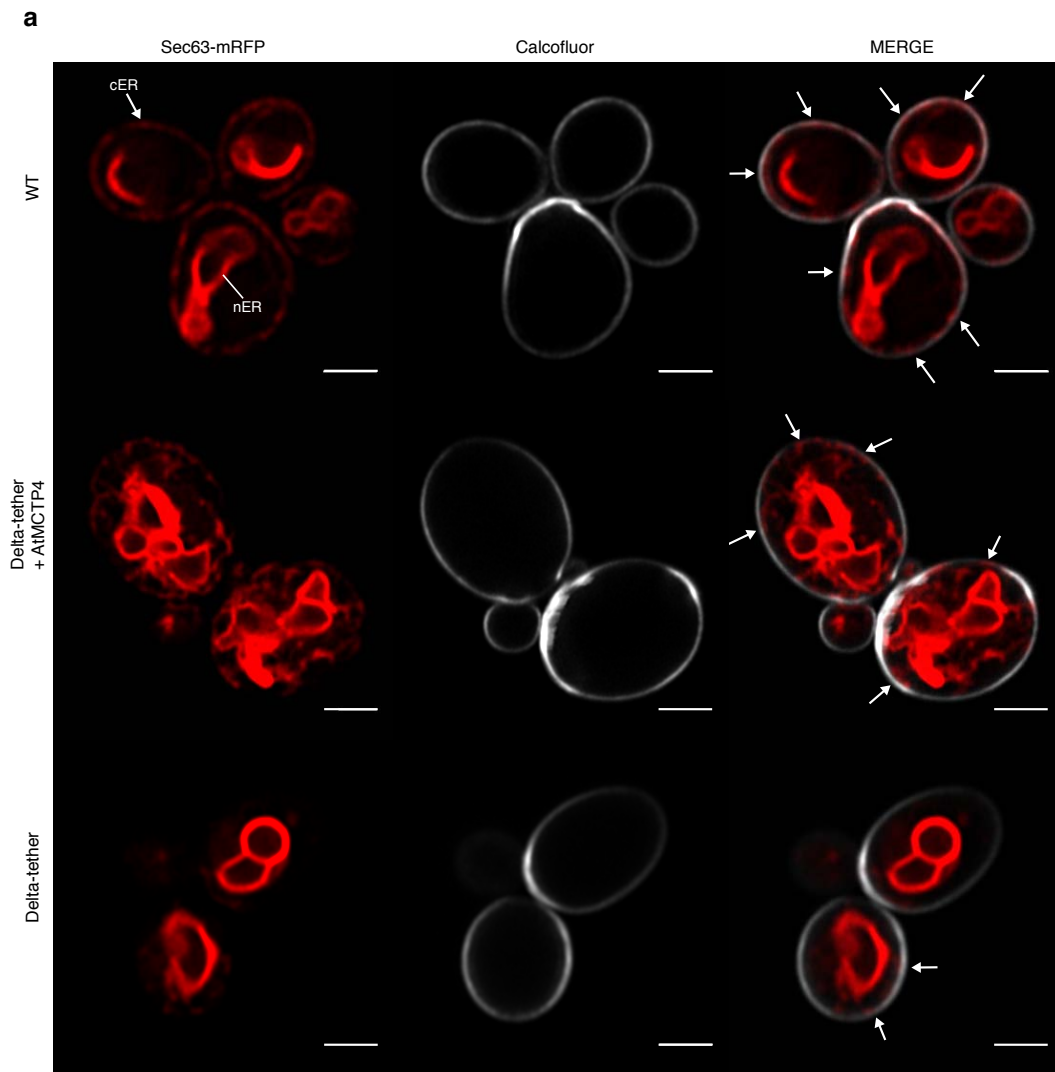 a
Sec63-mRFP
Calcofluor
MERGE
WT
cER
nER
Delta-tether
+ AtMCTP4
Delta-tether